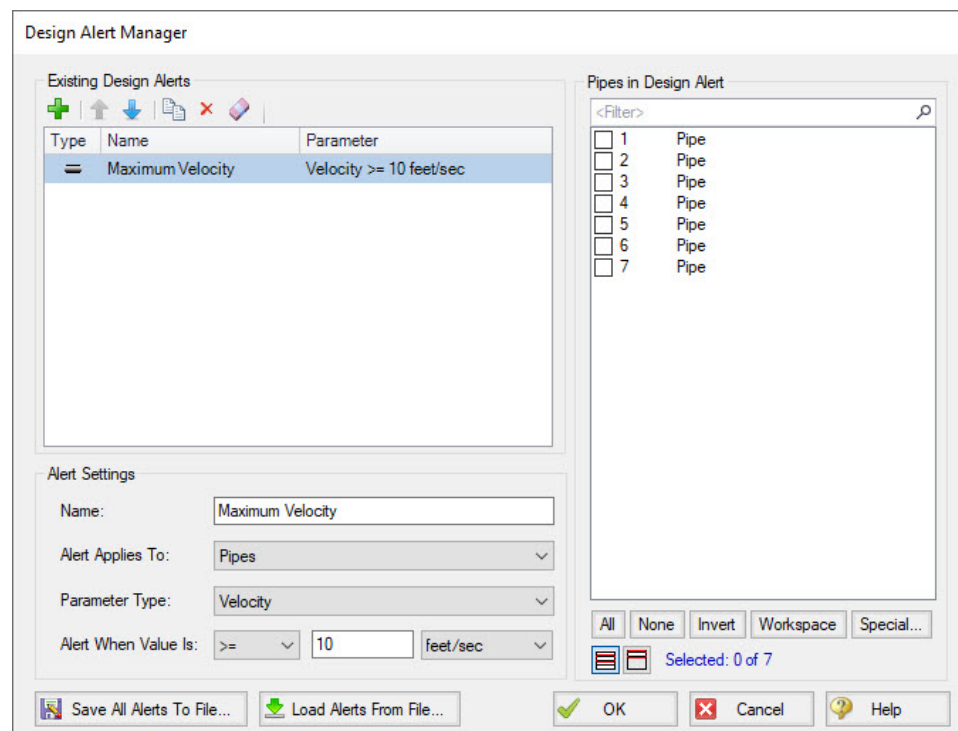 Design Alert Manager
Existing Design Alerts
Type Name Parameter
Maximum Velocity Velocity >= 10 feet/sec
Alert Settings
Name: Maximum Velocity
Alert Applies To: Pipes
Parameter Type: Velocity
Alert When Value Is: >= 10 feet/sec
Pipes in Design Alert
<Filter>
1 Pipe
2 Pipe
3 Pipe
4 Pipe
5 Pipe
6 Pipe
7 Pipe
All None Invert Workspace Special...
Selected: 0 of 7
Save All Alerts To File... Load Alerts From File... OK Cancel Help